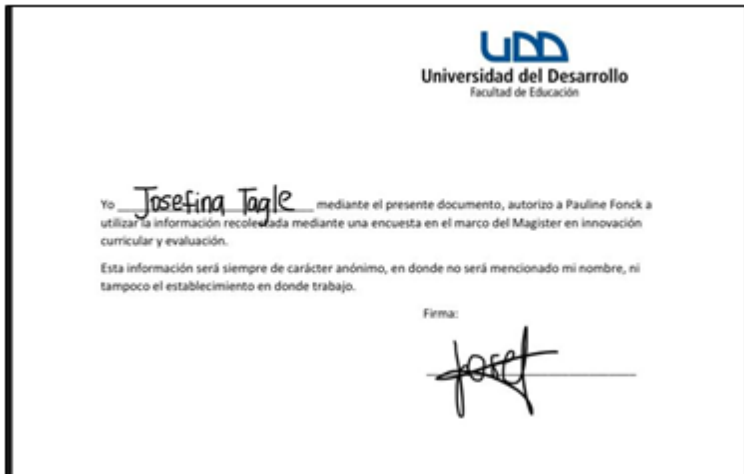 UDD
Universidad del Desarrollo
Facultad de Educación
Yo Josefina Tagle mediante el presente documento, autorizo a Pauline Fonck a
utilizar la información recolectada mediante una encuesta en el marco del Magister en innovación
curricular y evaluación.
Esta información será siempre de carácter anónimo, en donde no será mencionado mi nombre, ni
tampoco el establecimiento en donde trabajo.
Firma:
Josef